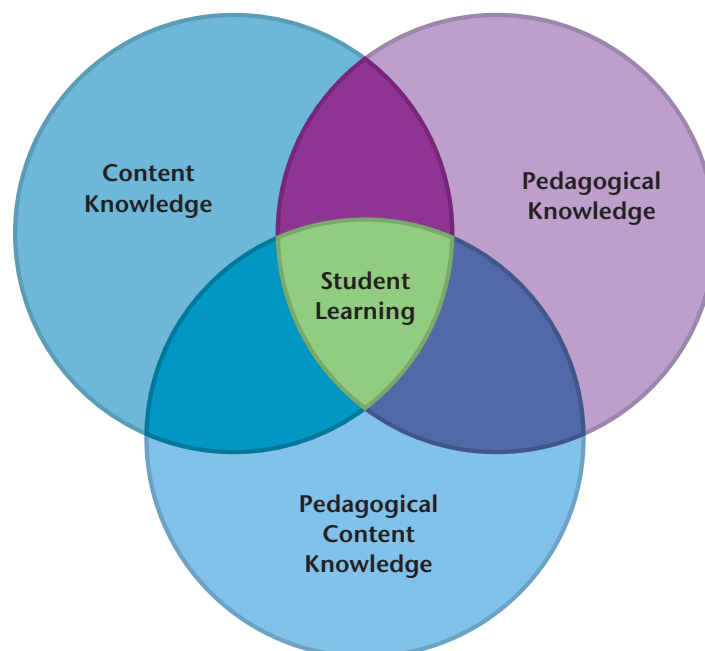 Content
Knowledge
Pedagogical
Knowledge
Student
Learning
Pedagogical
Content
Knowledge